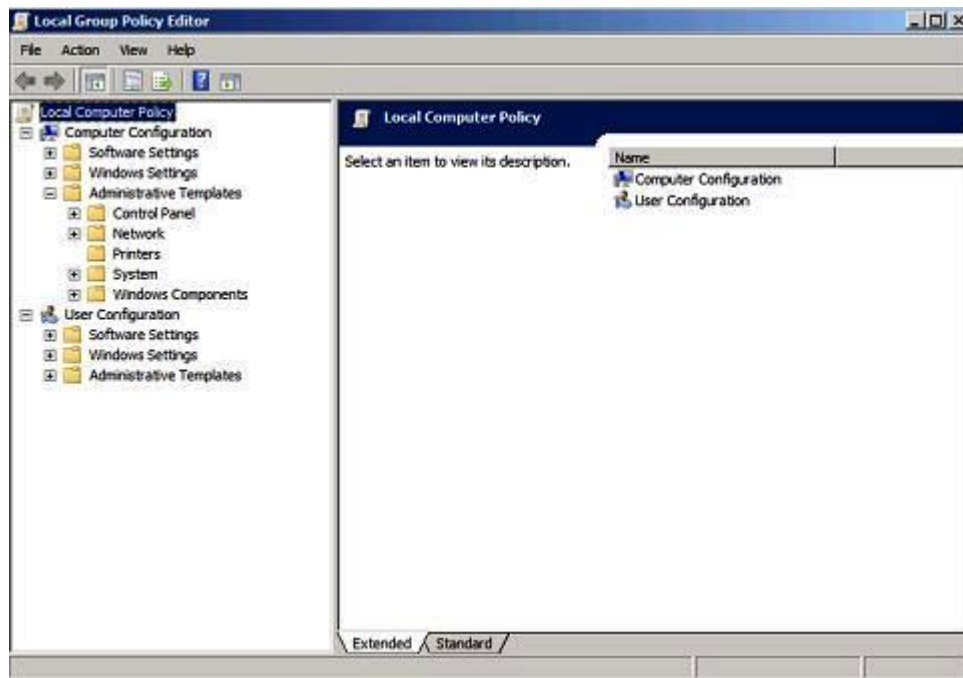 Local Group Policy Editor
File Action View Help
Local Computer Policy
Computer Configuration
Software Settings
Windows Settings
Administrative Templates
Control Panel
Network
Printers
System
Windows Components
User Configuration
Software Settings
Windows Settings
Administrative Templates
Local Computer Policy
Select an item to view its description.
Name
Computer Configuration
User Configuration
Extended Standard